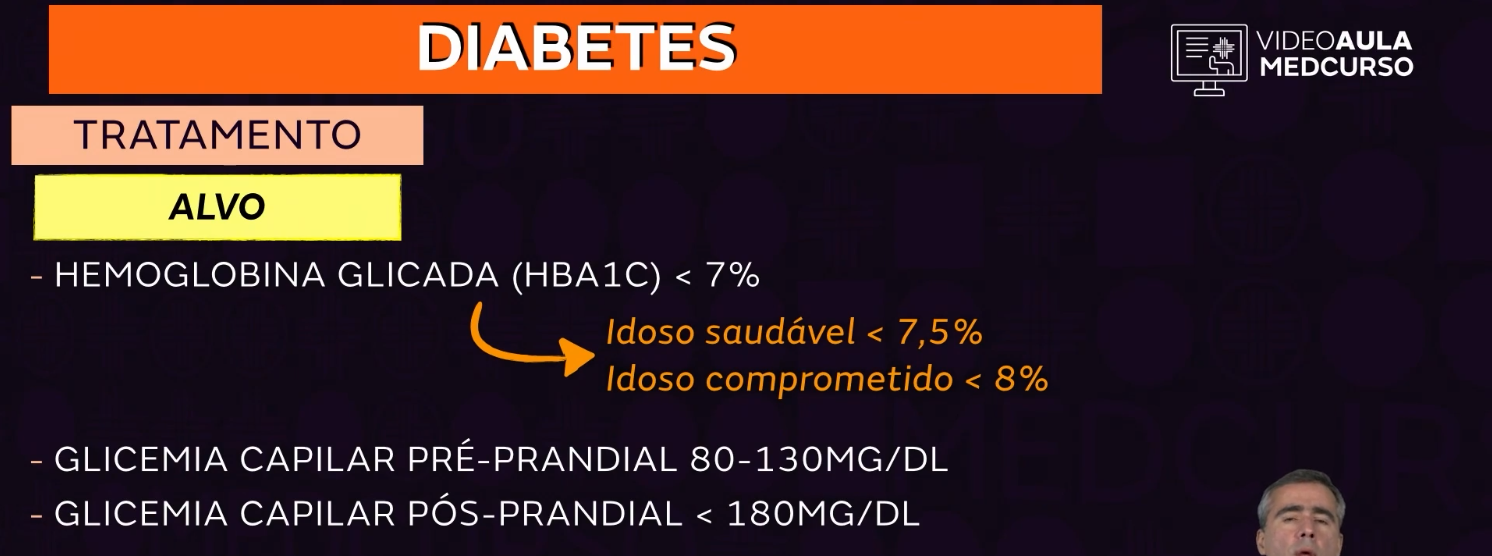 DIABETES
VIDEOAULA
MEDCURSO
TRATAMENTO
ALVO
- HEMOGLOBINA GLICADA (HBA1C) < 7%
Idoso saudável < 7,5%
Idoso comprometido < 8%
- GLICEMIA CAPILAR PRÉ-PRANDIAL 80-130MG/DL
- GLICEMIA CAPILAR PÓS-PRANDIAL < 180MG/DL